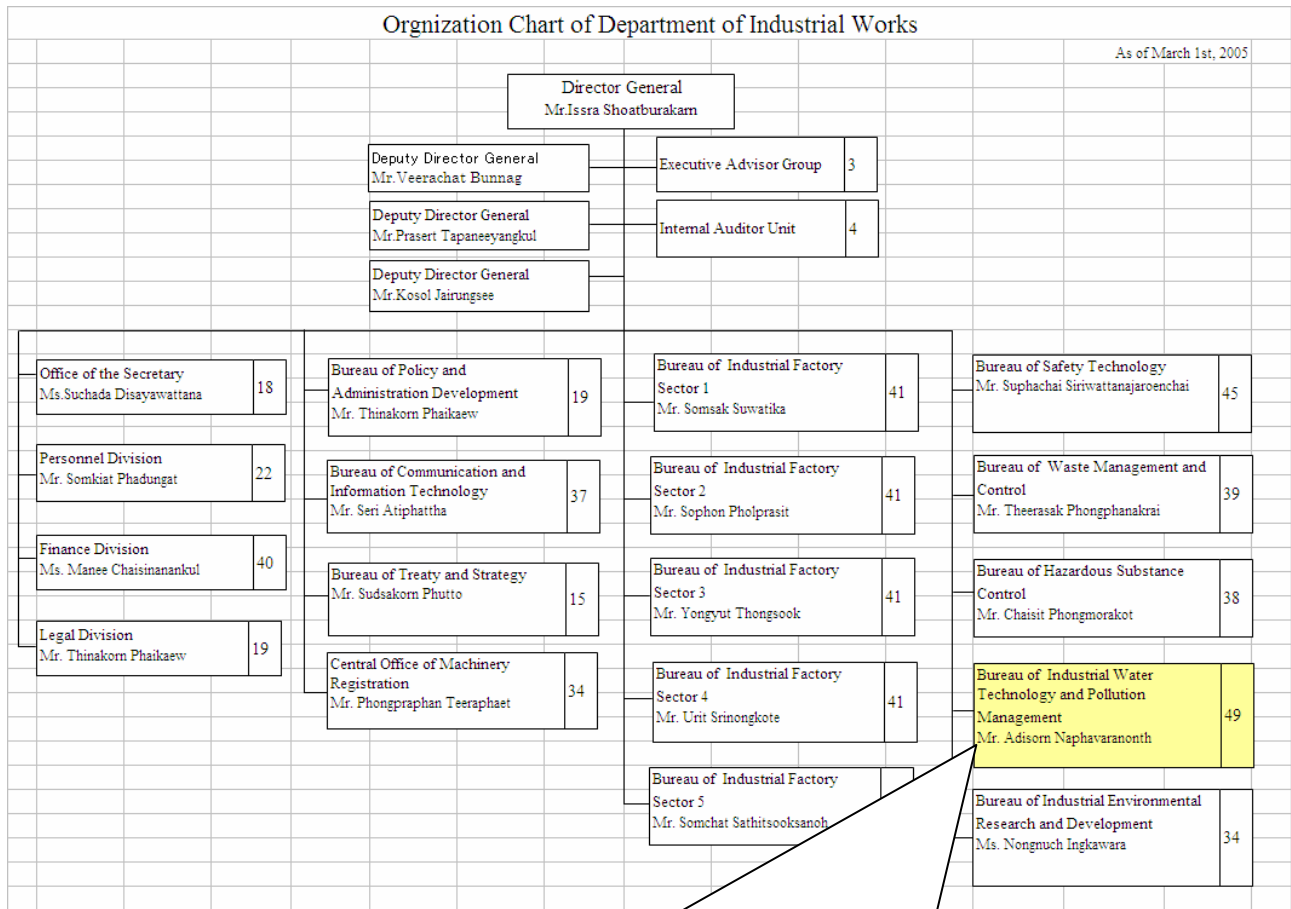 Orgnization Chart of Department of Industrial Works
As of March 1st, 2005
Director General
Mr.Issra Shoatburakarn
Deputy Director General
Mr.Veerachat Bunnag
Executive Advisor Group 3
Deputy Director General
Mr.Prasert Tapaneeyangkul
Internal Auditor Unit 4
Deputy Director General
Mr.Kosol Jairungsee
Office of the Secretary
Ms.Suchada Disayawattana
18
Personnel Division
Mr. Somkiat Phadungat
22
Finance Division
Ms. Manee Chaisinanankul
40
Legal Division
Mr. Thinakorn Phaikaew
19
Bureau of Policy and
Administration Development
Mr. Thinakorn Phaikaew
19
Bureau of Communication and
Information Technology
Mr. Seri Atiphattha
37
Bureau of Treaty and Strategy
Mr. Sudsakorn Phutto
15
Central Office of Machinery
Registration
Mr. Phongpraphan Teeraphaet
34
Bureau of Industrial Factory
Sector 1
Mr. Somsak Suwatika
41
Bureau of Industrial Factory
Sector 2
Mr. Sophon Pholprasit
41
Bureau of Industrial Factory
Sector 3
Mr. Yongyut Thongsook
41
Bureau of Industrial Factory
Sector 4
Mr. Urit Srinongkote
41
Bureau of Industrial Factory
Sector 5
Mr. Somchat Sathitsooksanoh
Bureau of Safety Technology
Mr. Suphachai Siriwattanajaroenchai
45
Bureau of Waste Management and
Control
Mr. Theerasak Phongphanakrai
39
Bureau of Hazardous Substance
Control
Mr. Chaisit Phongmorakot
38
Bureau of Industrial Water
Technology and Pollution
Management
Mr. Adisorn Naphavaranonth
49
Bureau of Industrial Environmental
Research and Development
Ms. Nongnuch Ingkawara
34